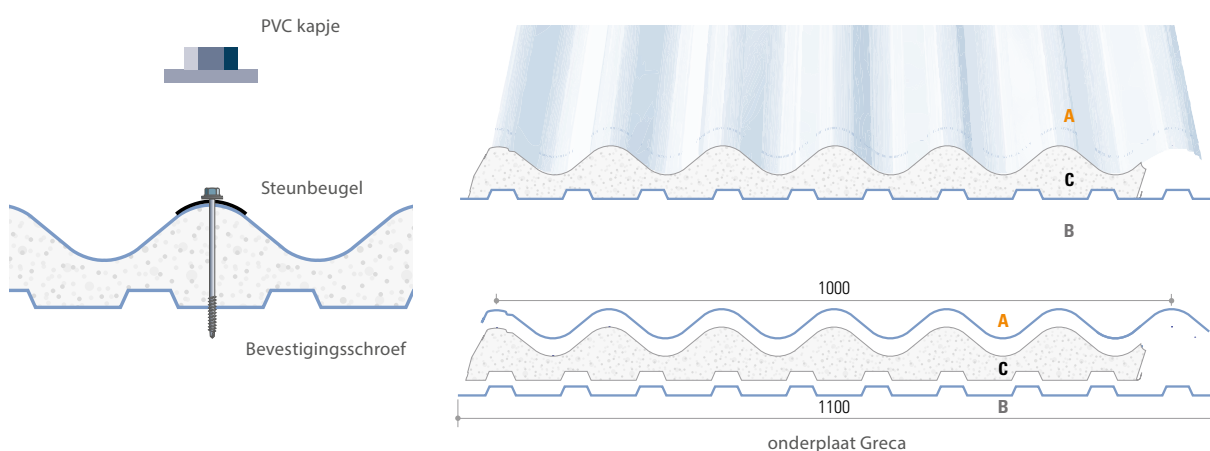 PVC kapje
Steunbeugel
Bevestigingsschroef
A
C
B
1000
A
C
1100
B
onderplaat Greca